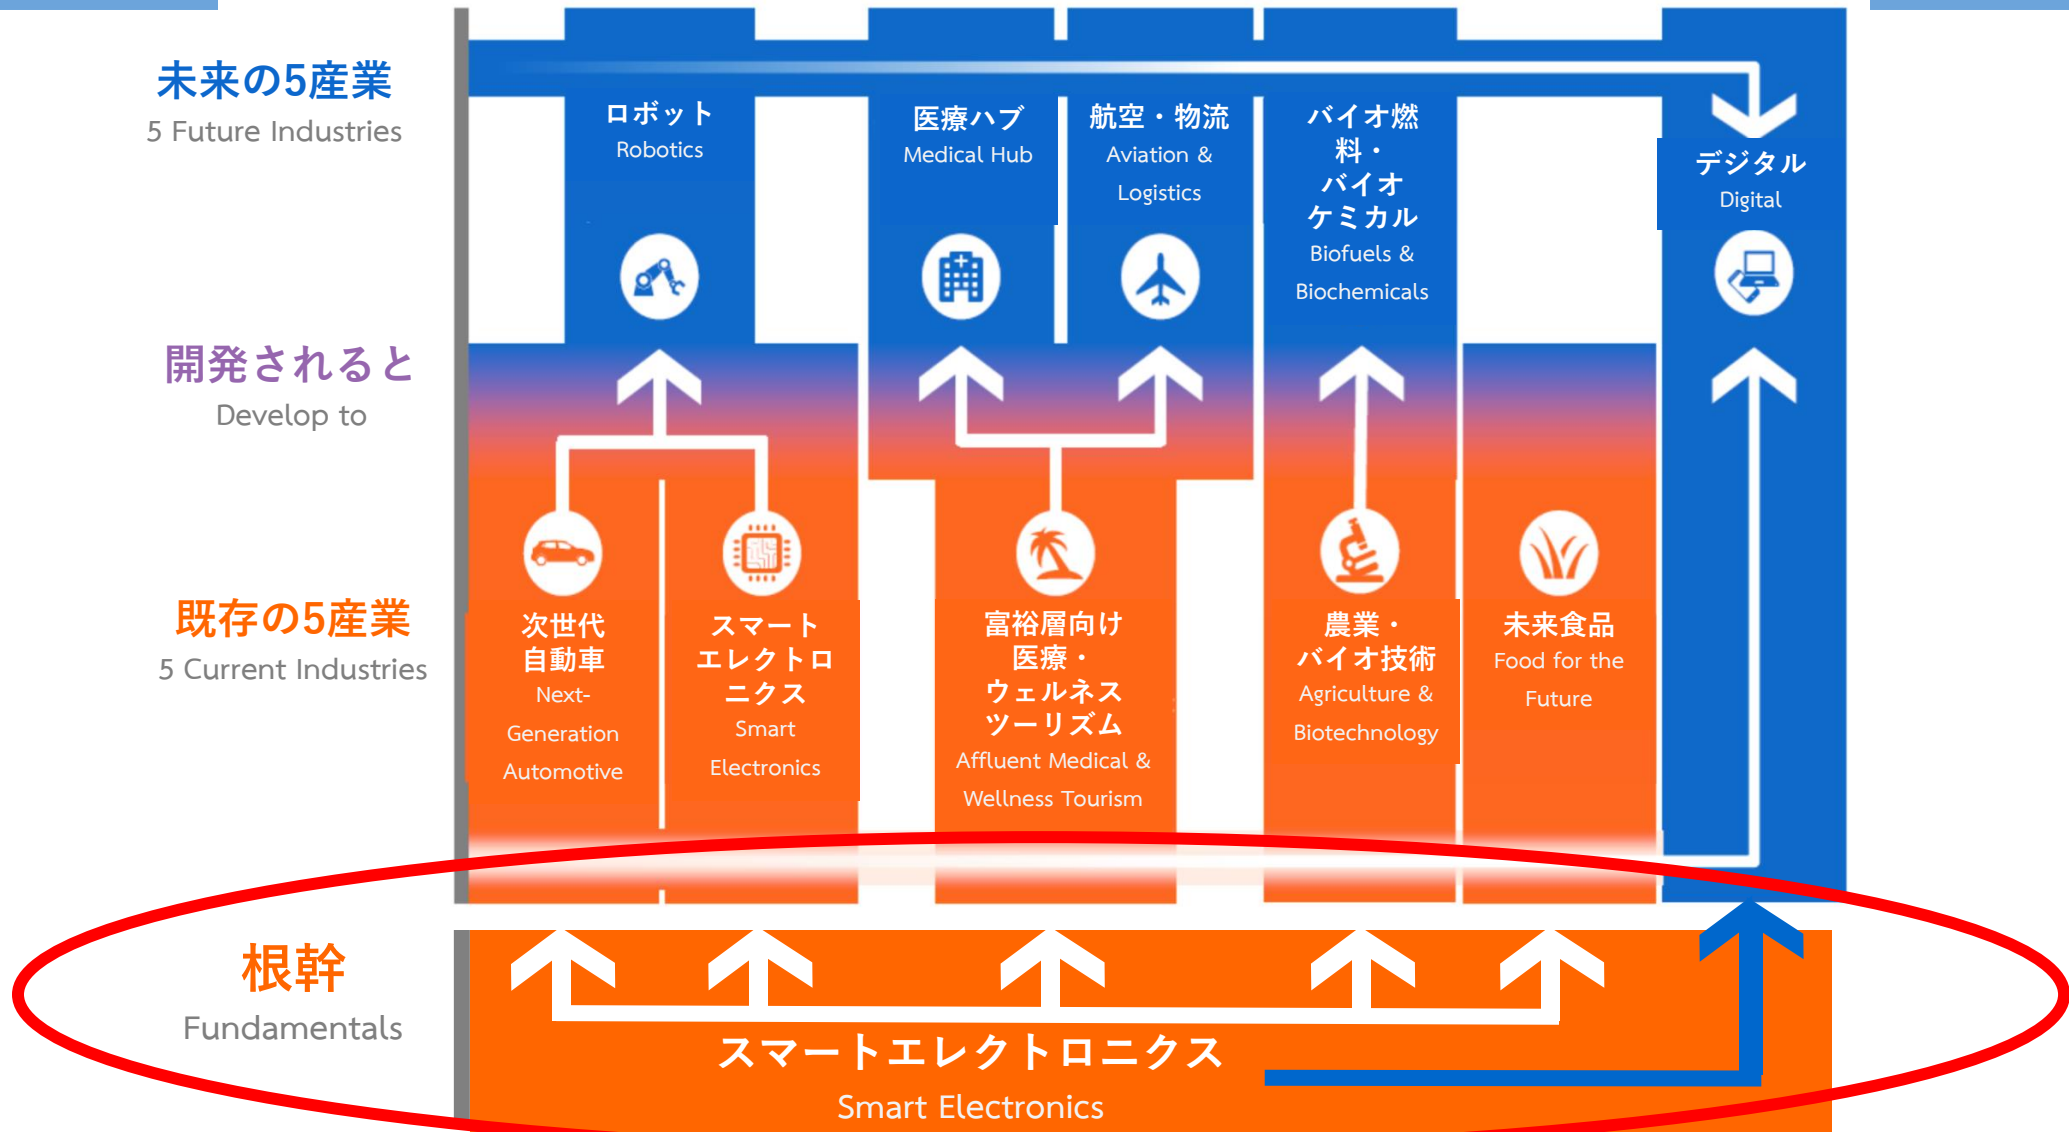 未来の5産業
5 Future Industries
ロボット
Robotics
医療ハブ
Medical Hub
航空・物流
Aviation &
Logistics
バイオ燃
料・
バイオ
ケミカル
Biofuels &
Biochemicals
デジタル
Digital
開発されると
Develop to
既存の5産業
5 Current Industries
次世代
自動車
Next-
Generation
Automotive
スマート
エレクトロ
ニクス
Smart
Electronics
富裕層向け
医療・
ウェルネス
ツーリズム
Affluent Medical &
Wellness Tourism
農業・
バイオ技術
Agriculture &
Biotechnology
未来食品
Food for the
Future
根幹
Fundamentals
スマートエレクトロニクス
Smart Electronics